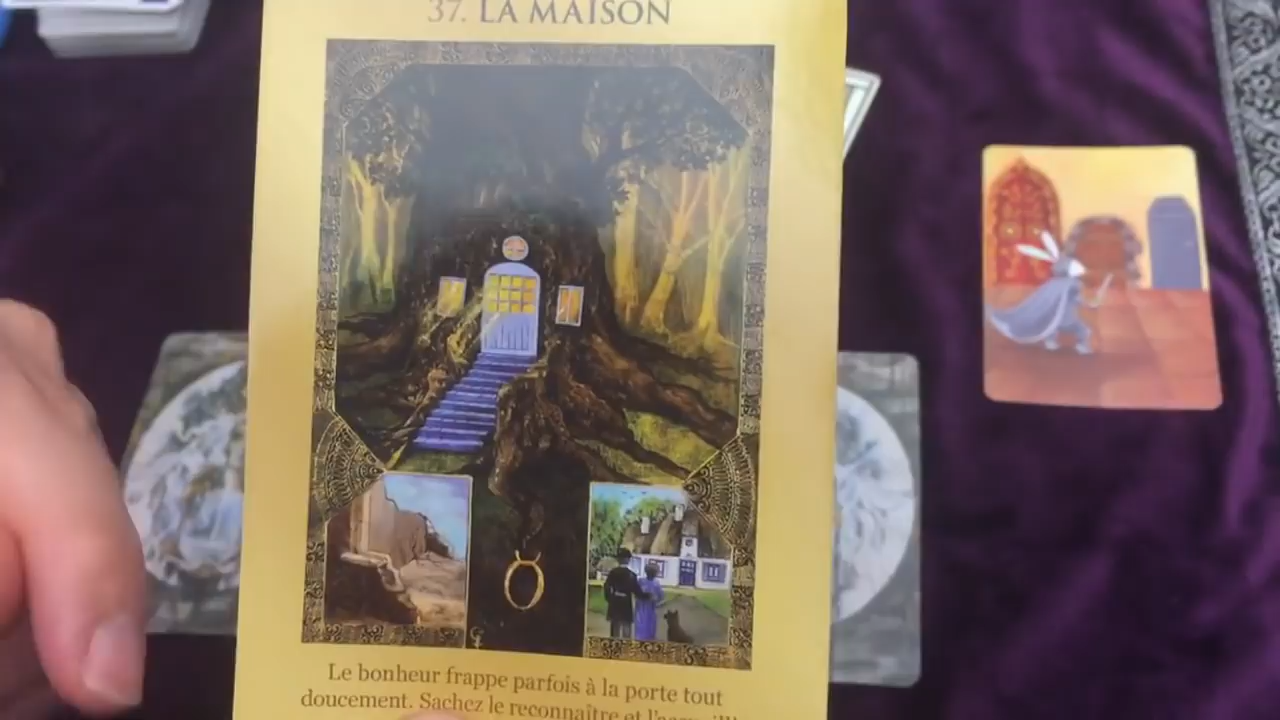 37. LA MAISON
Le bonheur frappe parfois à la porte tout
doucement. Sachez le reconnaître et